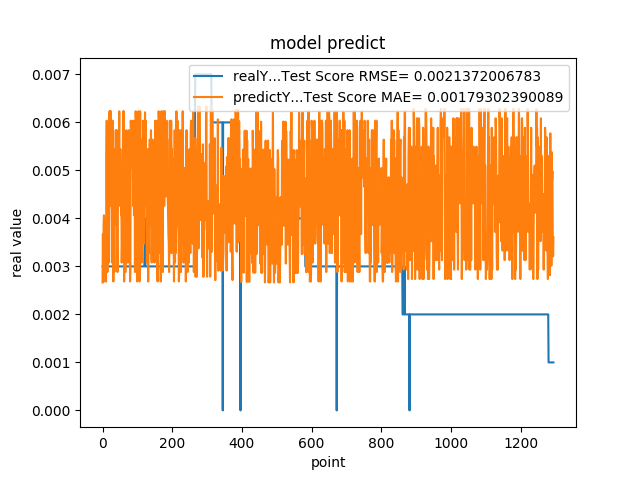 model predict
realY...Test Score RMSE= 0.0021372006783
predictY...Test Score MAE= 0.00179302390089
0.007
0.006
0.005
0.004
0.003
0.002
0.001
0.000
real value
0 200 400 600 800 1000 1200
point